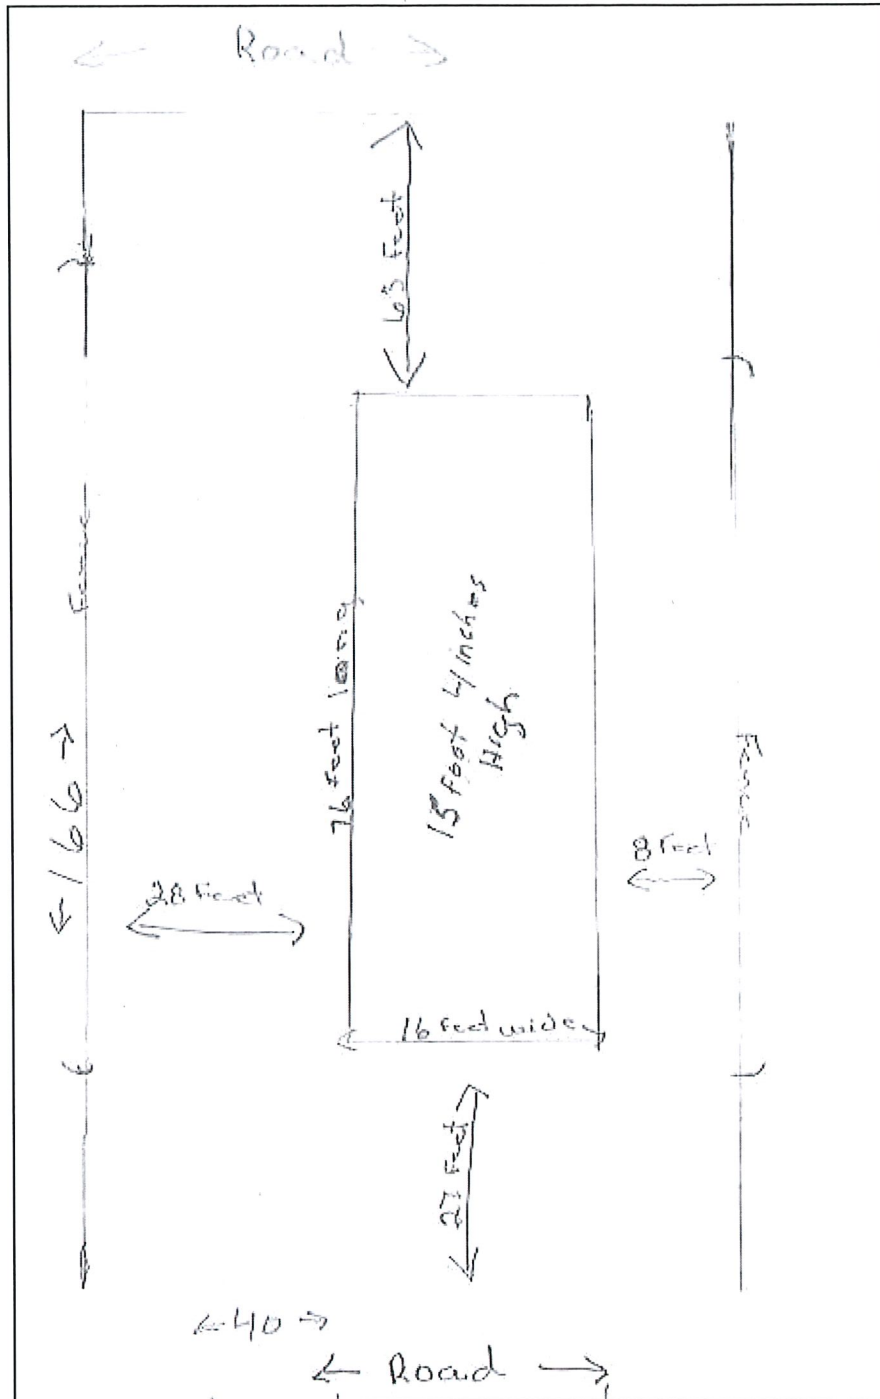 Road
63 Feet
Fence
76 Feet long
13 Foot 4 inches
High
166
28 Feet
8 Feet
Fence
16 Feet wide
27 Feet
40
Road